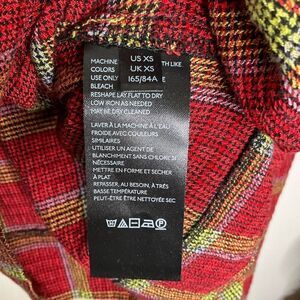 MACHINE US XS TH LIKE
COLORS UK XS
USE ONLY 165/84A E
BLEACH
RESHAPE LAY FLAT TO DRY
LOW IRON AS NEEDED
MAY BE DRY CLEANED
LAVER À LA MACHINE À L'EAU
FROIDE AVEC COULEURS
SIMILAIRES
UTILISER UN AGENT DE
BLANCHIMENT SANS CHLORE SI
NÉCESSAIRE
METTRE EN FORME ET SÉCHER
À PLAT
REPASSER, AU BESOIN, À TRÈS
BASSE TEMPÉRATURE
PEUT-ÊTRE ÊTRE NETTOYÉ SEC